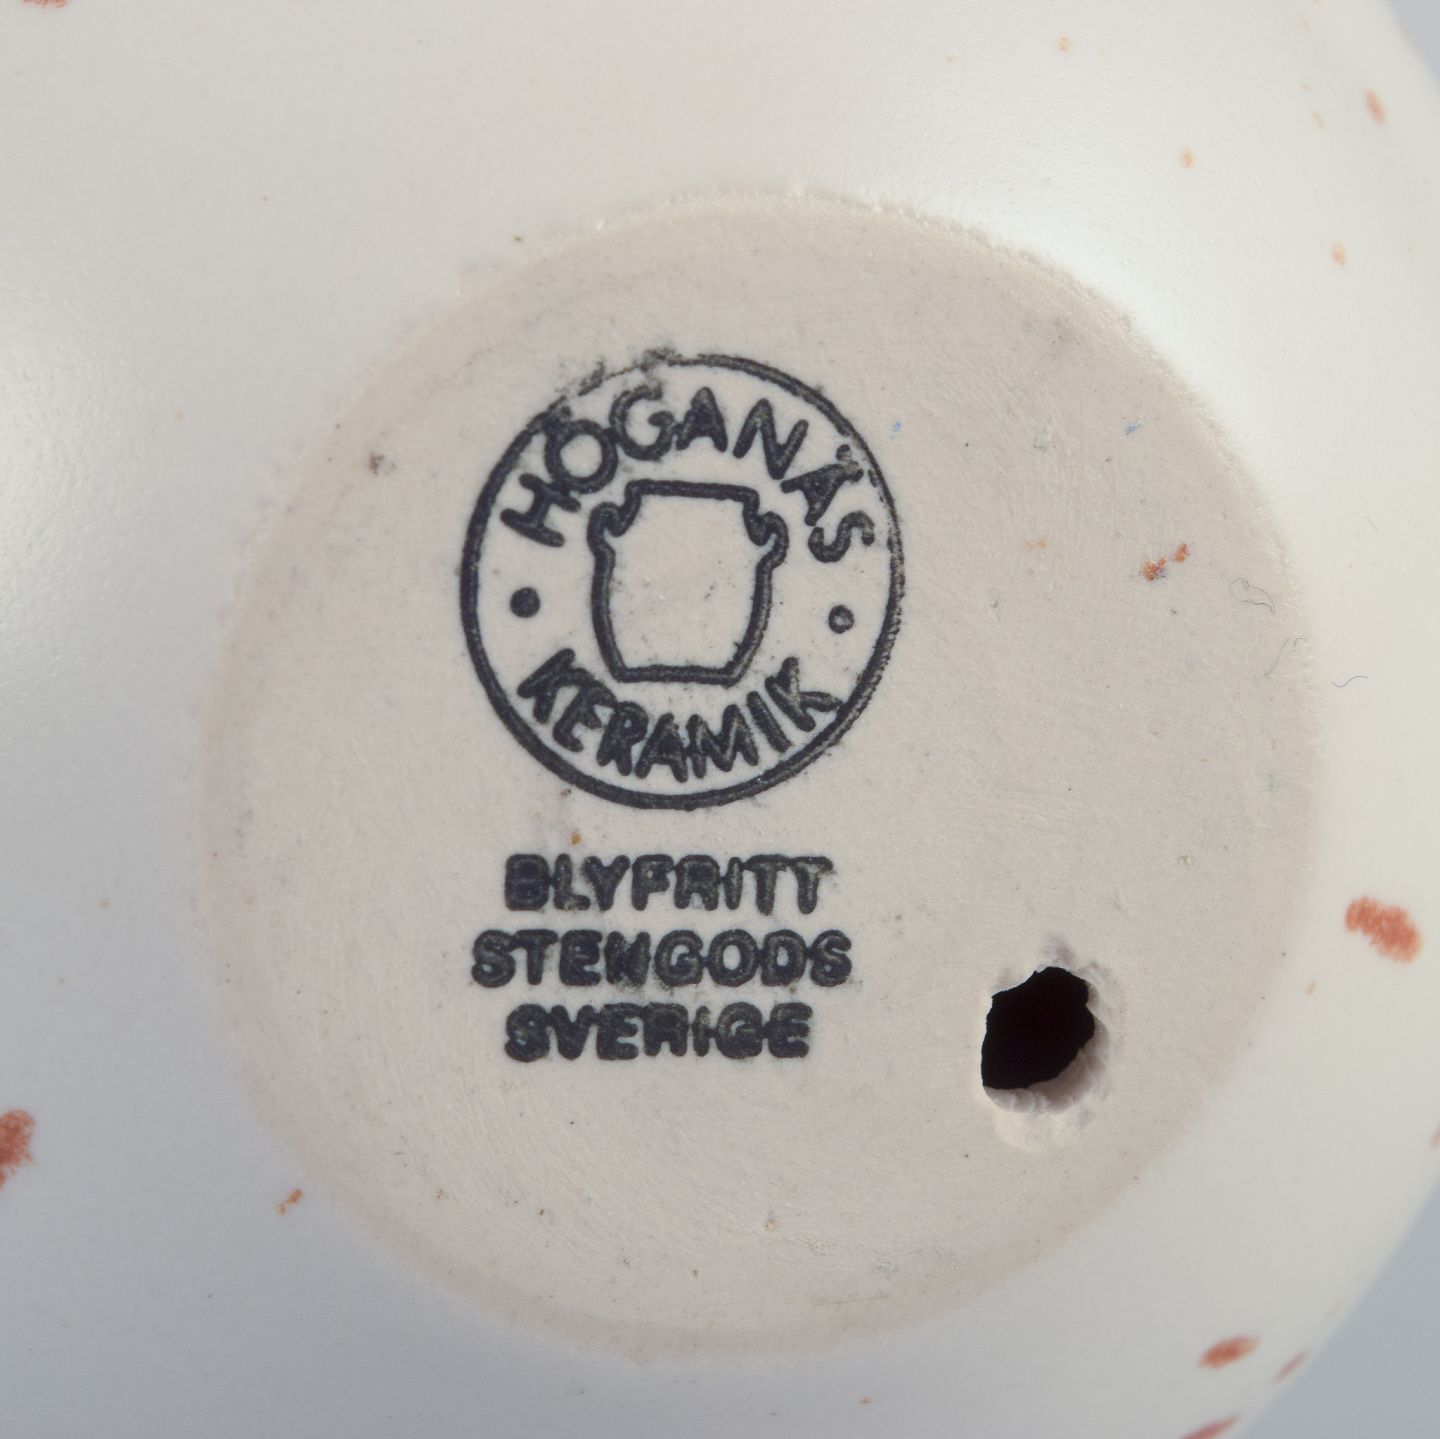 HÖGANÄS
KERAMIK
BLYFRITT
STENGODS
SVERIGE